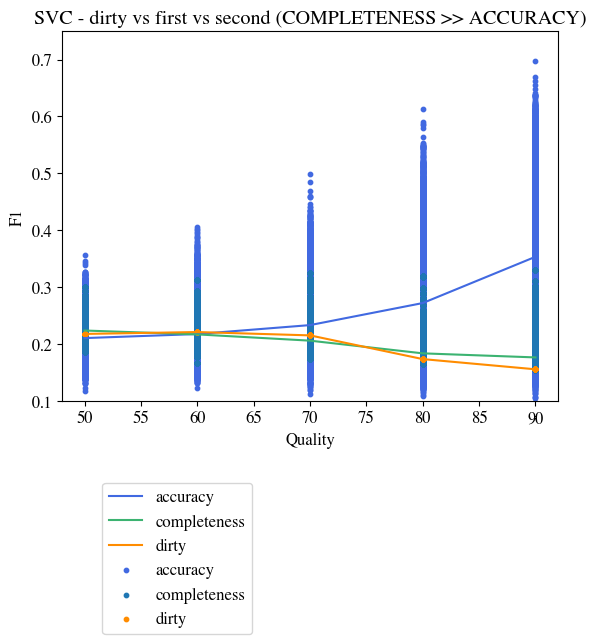 SVC - dirty vs first vs second (COMPLETENESS >> ACCURACY)
0.7
0.6
0.5
0.4
0.3
0.2
0.1
F1
50 55 60 65 70 75 80 85 90
Quality
accuracy
completeness
dirty
accuracy
completeness
dirty